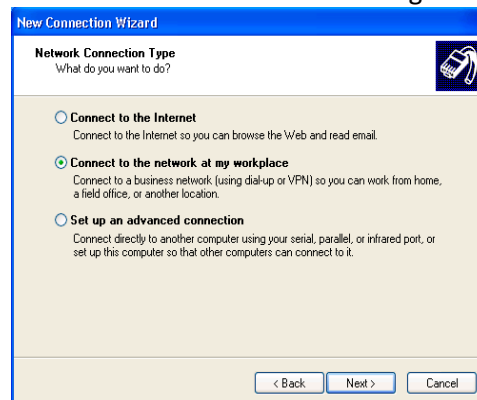 New Connection Wizard
Network Connection Type
What do you want to do?
Connect to the Internet
Connect to the Internet so you can browse the Web and read email.
Connect to the network at my workplace
Connect to a business network (using dial-up or VPN) so you can work from home,
a field office, or another location.
Set up an advanced connection
Connect directly to another computer using your serial, parallel, or infrared port, or
set up this computer so that other computers can connect to it.
< Back
Next >
Cancel